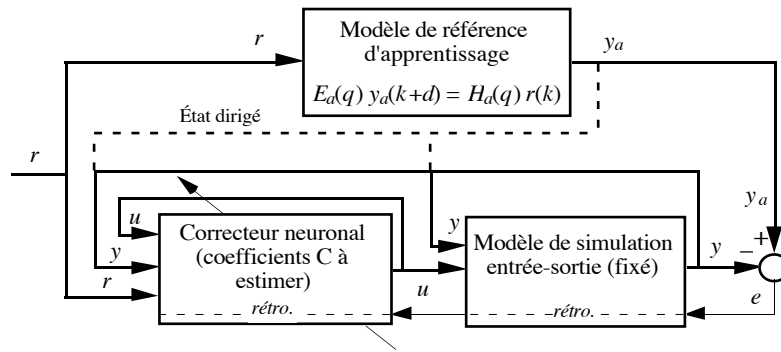 Modèle de référence
d'apprentissage
E_a(q) y_a(k+d) = H_a(q) r(k)
r
y_a
État dirigé
r
y_a
u
y
r
Correcteur neuronal
(coefficients C à
estimer)
rétro.
u
y
Modèle de simulation
entrée-sortie (fixé)
rétro.
y
+
−
e